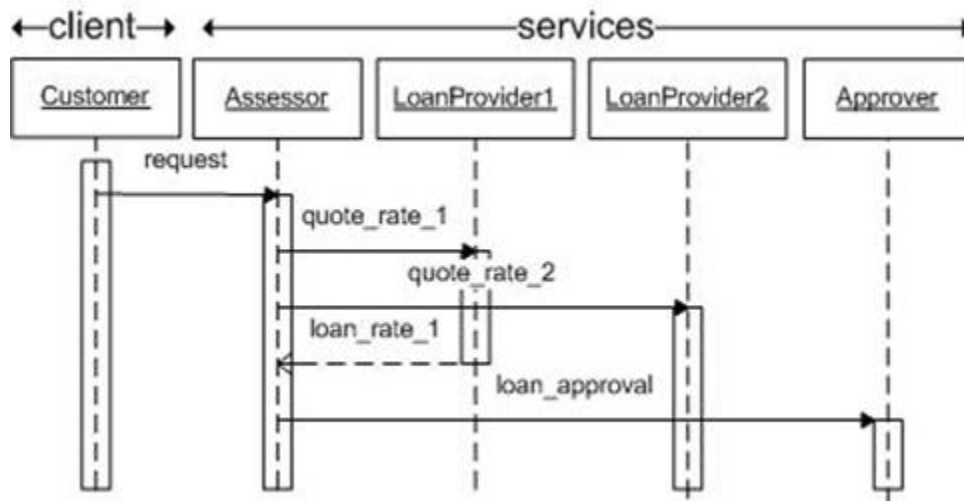 client
services
Customer
Assessor
LoanProvider1
LoanProvider2
Approver
request
quote_rate_1
quote_rate_2
loan_rate_1
loan_approval